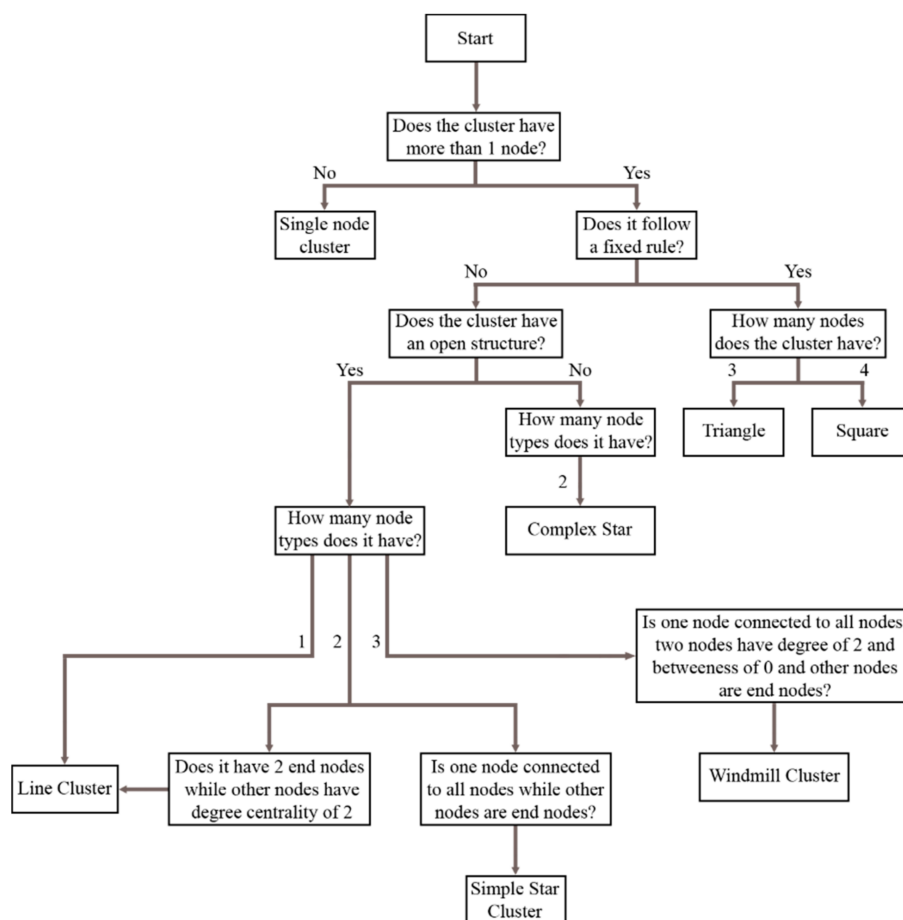 Start
Does the cluster have
more than 1 node?
No
Yes
Single node
cluster
Does it follow
a fixed rule?
No
Yes
Does the cluster have
an open structure?
How many nodes
does the cluster have?
Yes
No
3
4
How many node
types does it have?
Triangle
Square
2
How many node
types does it have?
Complex Star
1
2
3
Is one node connected to all nodes
two nodes have degree of 2 and
betweeness of 0 and other nodes
are end nodes?
Line Cluster
Does it have 2 end nodes
while other nodes have
degree centrality of 2
Is one node connected
to all nodes while other
nodes are end nodes?
Windmill Cluster
Simple Star
Cluster